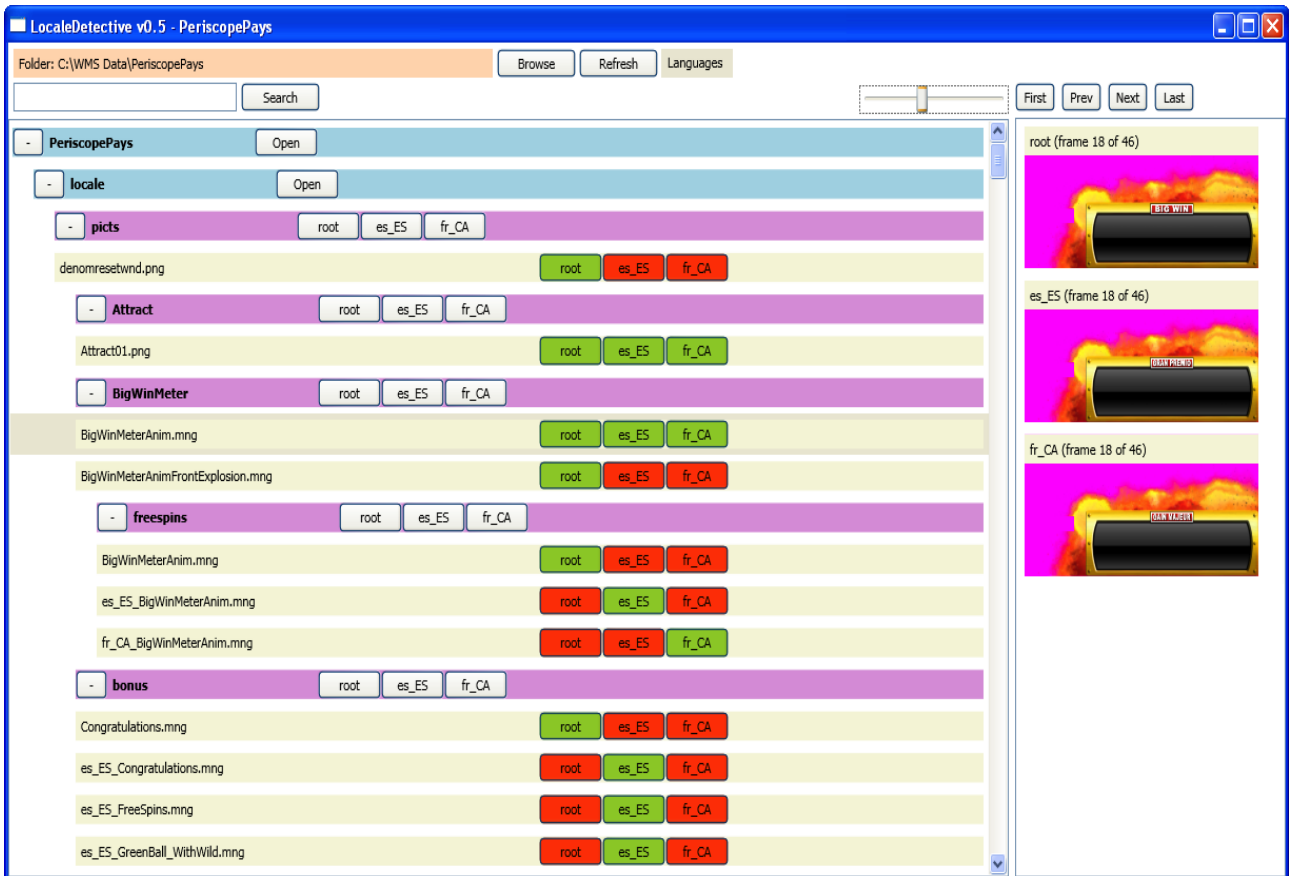 LocaleDetective v0.5 - PeriscopePays
Folder: C:\WMS Data\PeriscopePays Browse Refresh Languages
Search First Prev Next Last
- PeriscopePays Open
- locale Open
- picts root es_ES fr_CA
denomresetwnd.png root es_ES fr_CA
- Attract root es_ES fr_CA
Attract01.png root es_ES fr_CA
- BigWinMeter root es_ES fr_CA
BigWinMeterAnim.mng root es_ES fr_CA
BigWinMeterAnimFrontExplosion.mng root es_ES fr_CA
- freespins root es_ES fr_CA
BigWinMeterAnim.mng root es_ES fr_CA
es_ES_BigWinMeterAnim.mng root es_ES fr_CA
fr_CA_BigWinMeterAnim.mng root es_ES fr_CA
- bonus root es_ES fr_CA
Congratulations.mng root es_ES fr_CA
es_ES_Congratulations.mng root es_ES fr_CA
es_ES_FreeSpins.mng root es_ES fr_CA
es_ES_GreenBall_WithWild.mng root es_ES fr_CA
root (frame 18 of 46)
BIG WIN
es_ES (frame 18 of 46)
GRAN PREMIO
fr_CA (frame 18 of 46)
GAIN MAJEUR